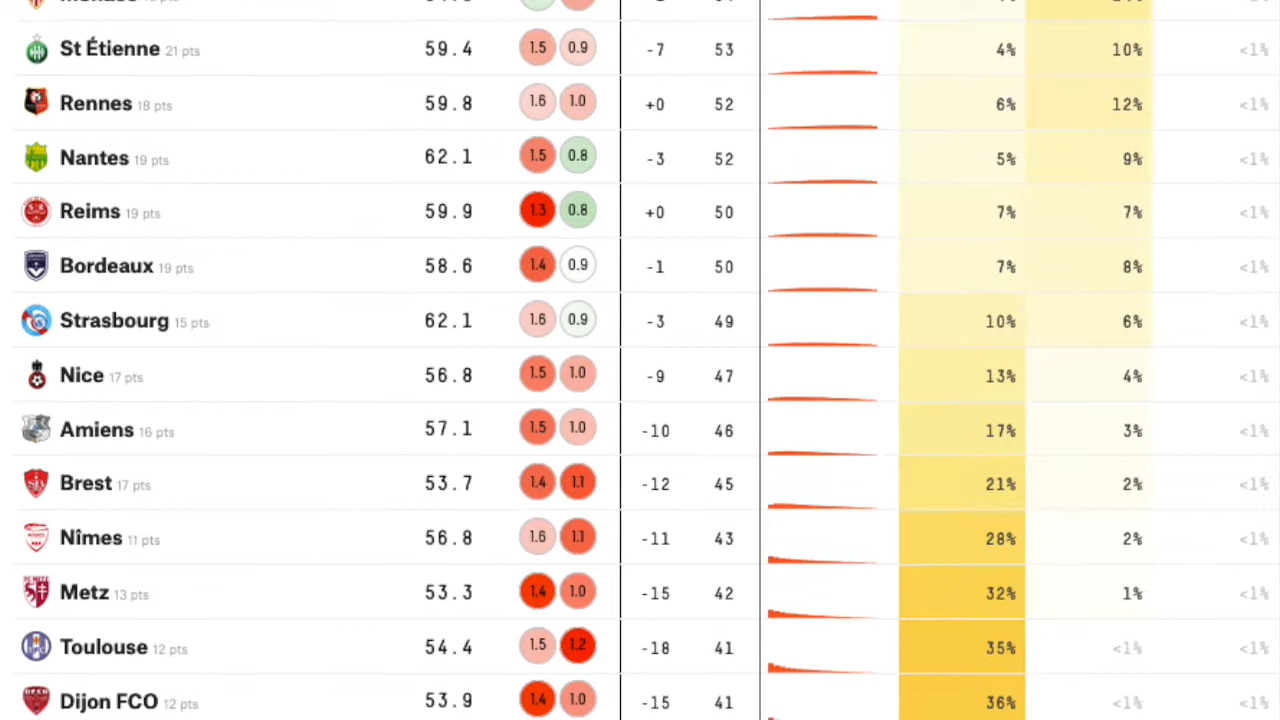 St Étienne 21 pts 59.4 1.5 0.9 -7 53 4% 10% <1%
Rennes 18 pts 59.8 1.6 1.0 +0 52 6% 12% <1%
Nantes 19 pts 62.1 1.5 0.8 -3 52 5% 9% <1%
Reims 19 pts 59.9 1.3 0.8 +0 50 7% 7% <1%
Bordeaux 19 pts 58.6 1.4 0.9 -1 50 7% 8% <1%
Strasbourg 15 pts 62.1 1.6 0.9 -3 49 10% 6% <1%
Nice 17 pts 56.8 1.5 1.0 -9 47 13% 4% <1%
Amiens 16 pts 57.1 1.5 1.0 -10 46 17% 3% <1%
Brest 17 pts 53.7 1.4 1.1 -12 45 21% 2% <1%
Nîmes 11 pts 56.8 1.6 1.1 -11 43 28% 2% <1%
Metz 13 pts 53.3 1.4 1.0 -15 42 32% 1% <1%
Toulouse 12 pts 54.4 1.5 1.2 -18 41 35% <1% <1%
Dijon FCO 12 pts 53.9 1.4 1.0 -15 41 36% <1% <1%